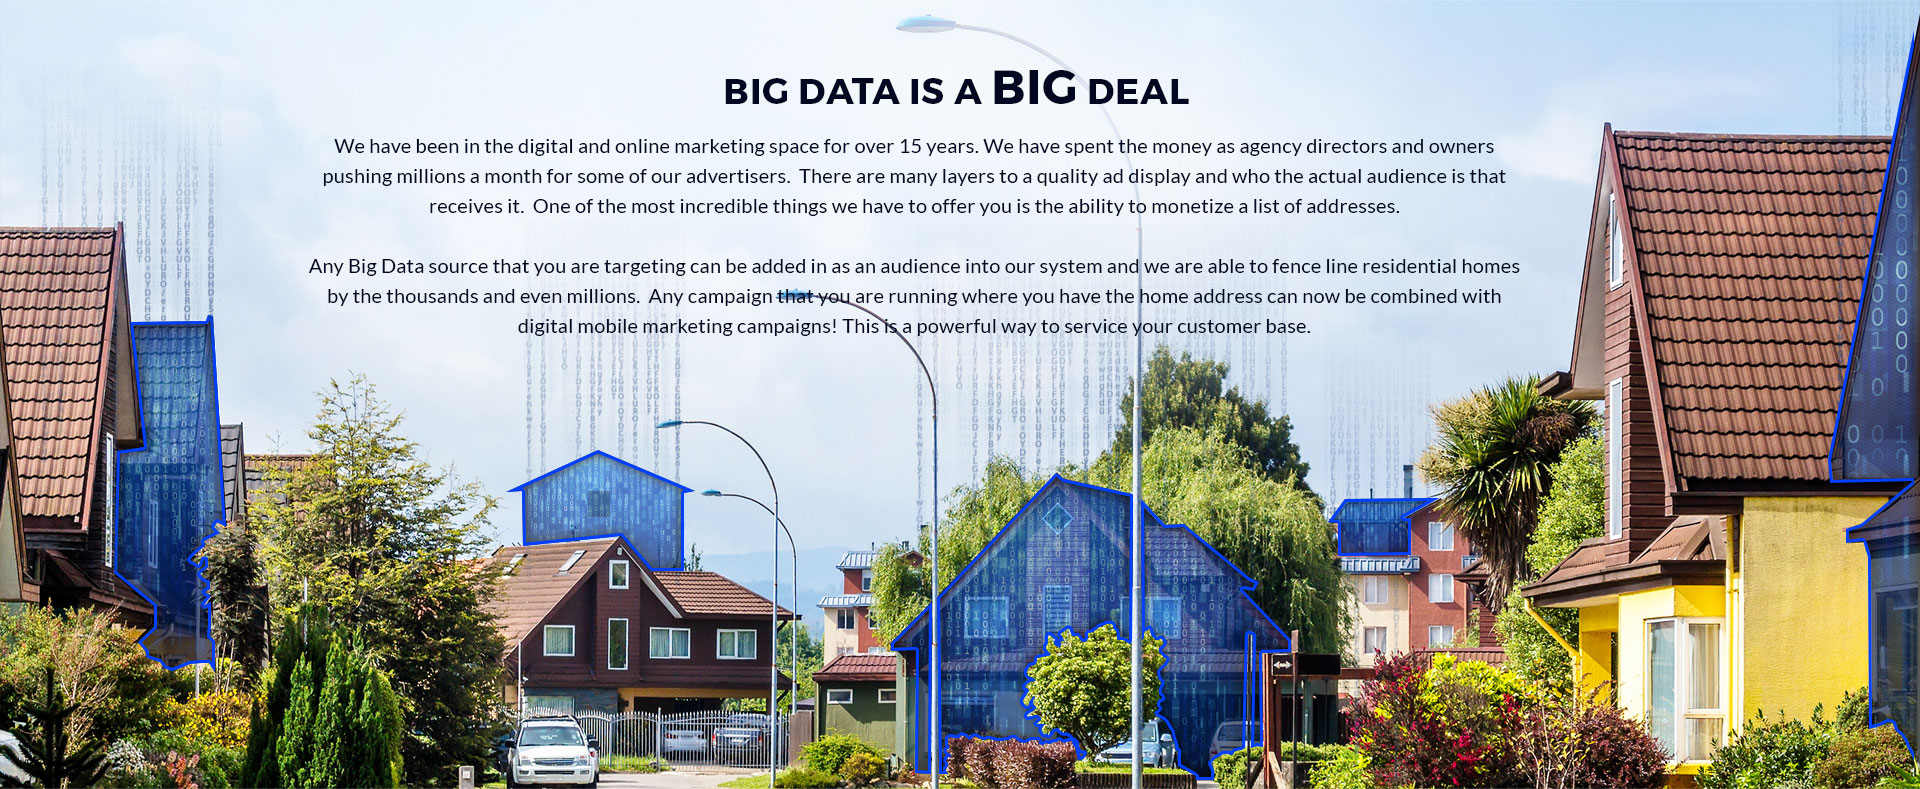 BIG DATA IS A BIG DEAL
We have been in the digital and online marketing space for over 15 years. We have spent the money as agency directors and owners
pushing millions a month for some of our advertisers.  There are many layers to a quality ad display and who the actual audience is that
receives it.  One of the most incredible things we have to offer you is the ability to monetize a list of addresses.
Any Big Data source that you are targeting can be added in as an audience into our system and we are able to fence line residential homes
by the thousands and even millions.  Any campaign that you are running where you have the home address can now be combined with
digital mobile marketing campaigns! This is a powerful way to service your customer base.